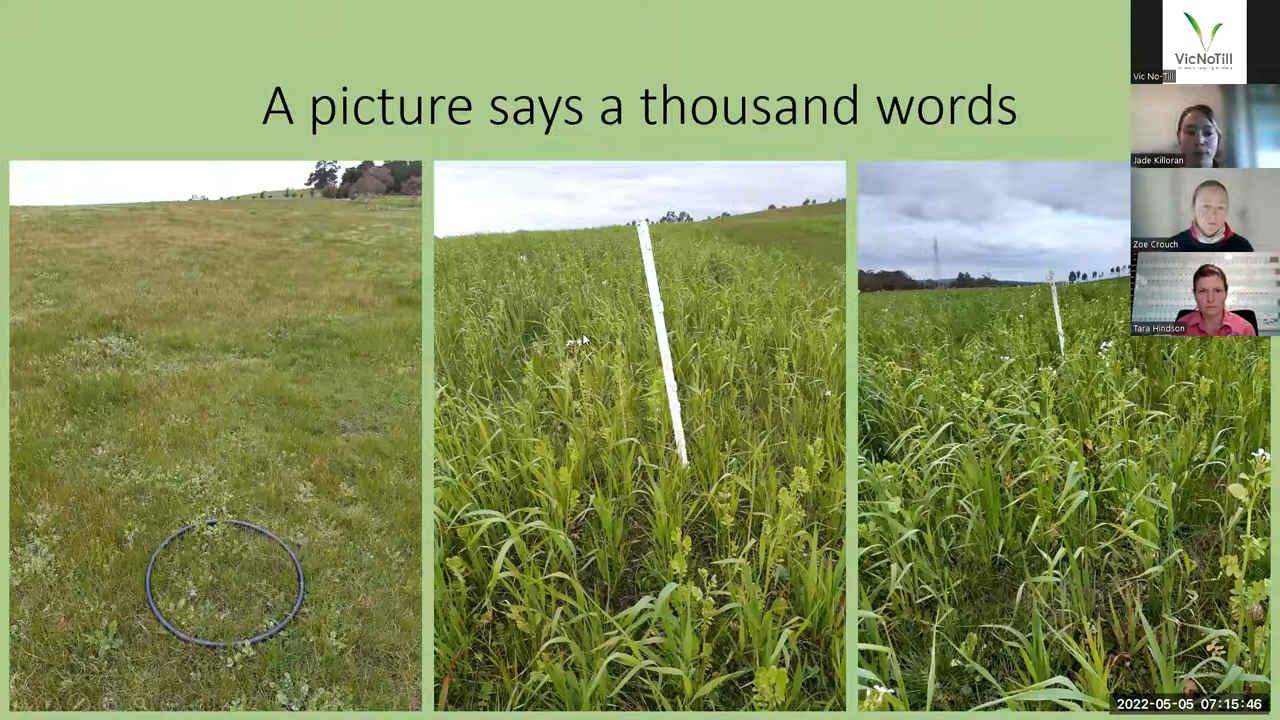 A picture says a thousand words
VicNoTill
Vic No-Till
Jade Killoran
Zoe Crouch
Tara Hindson
2022-05-05 07:15:46